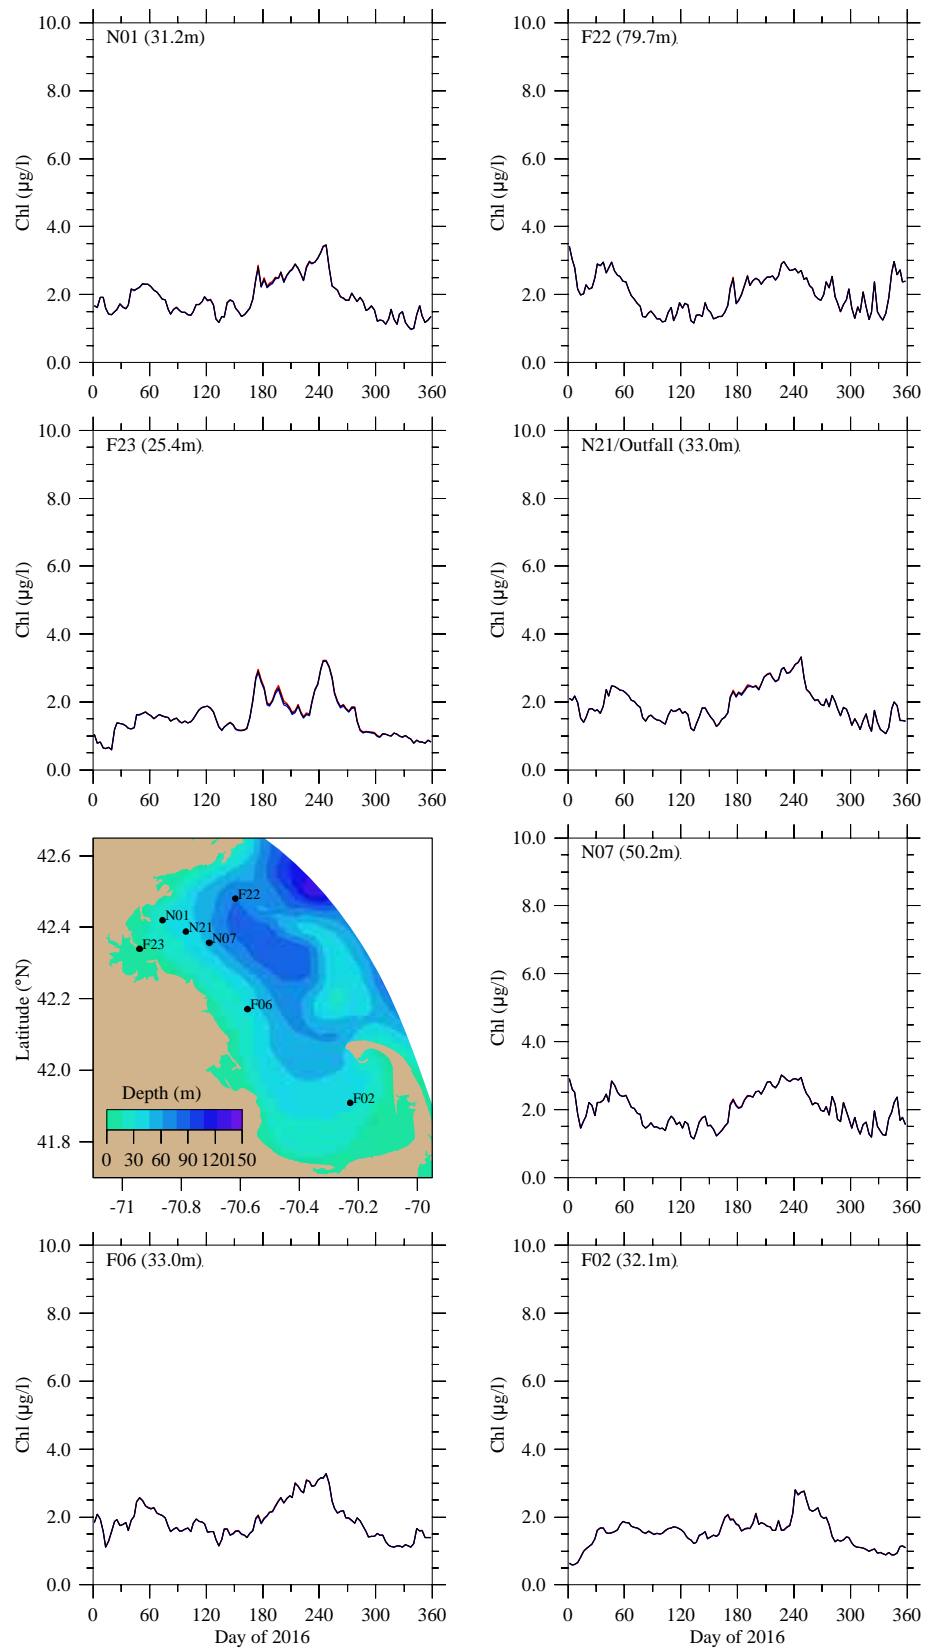 10.0
8.0
6.0
4.0
2.0
0.0
Chl (µg/l)
N01 (31.2m)
0 60 120 180 240 300 360
10.0
8.0
6.0
4.0
2.0
0.0
Chl (µg/l)
F22 (79.7m)
0 60 120 180 240 300 360
10.0
8.0
6.0
4.0
2.0
0.0
Chl (µg/l)
F23 (25.4m)
0 60 120 180 240 300 360
10.0
8.0
6.0
4.0
2.0
0.0
Chl (µg/l)
N21/Outfall (33.0m)
0 60 120 180 240 300 360
42.6
42.4
42.2
42.0
41.8
Latitude (°N)
F22
N01
N21
N07
F23
F06
F02
Depth (m)
0 30 60 90 120 150
-71 -70.8 -70.6 -70.4 -70.2 -70
10.0
8.0
6.0
4.0
2.0
0.0
Chl (µg/l)
N07 (50.2m)
0 60 120 180 240 300 360
10.0
8.0
6.0
4.0
2.0
0.0
Chl (µg/l)
F06 (33.0m)
0 60 120 180 240 300 360
Day of 2016
10.0
8.0
6.0
4.0
2.0
0.0
Chl (µg/l)
F02 (32.1m)
0 60 120 180 240 300 360
Day of 2016